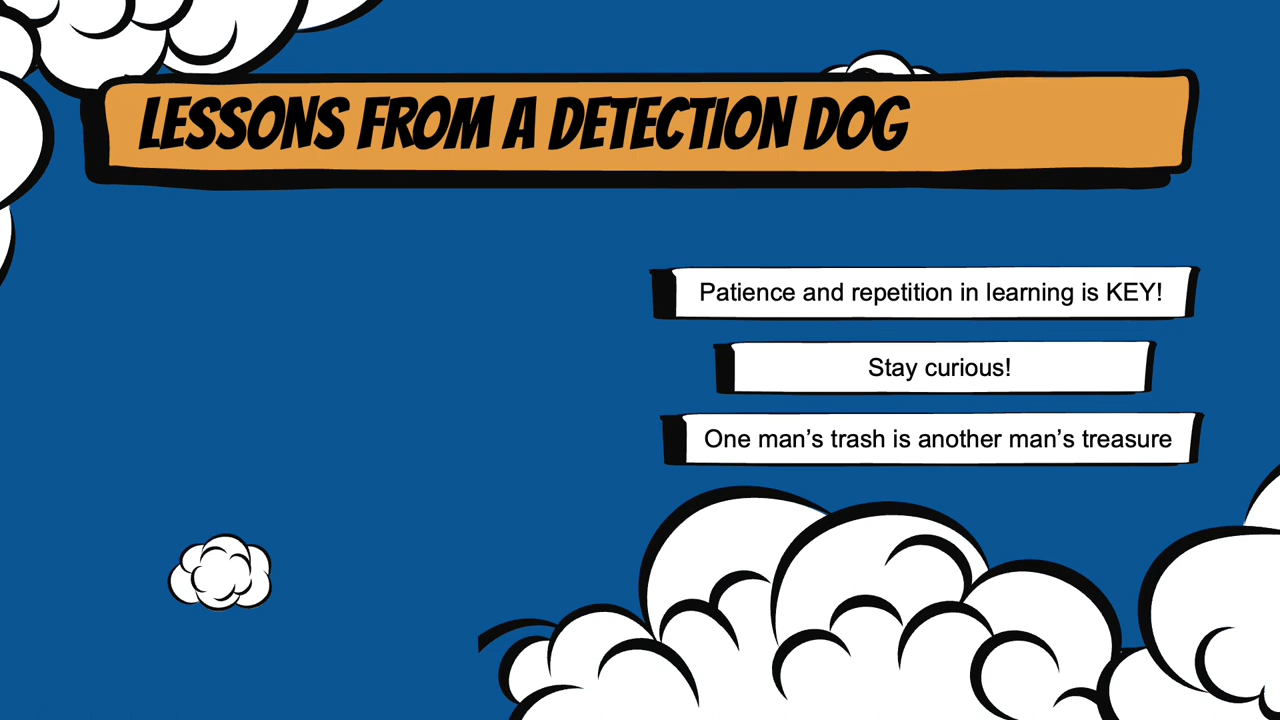 LESSONS FROM A DETECTION DOG
Patience and repetition in learning is KEY!
Stay curious!
One man’s trash is another man’s treasure